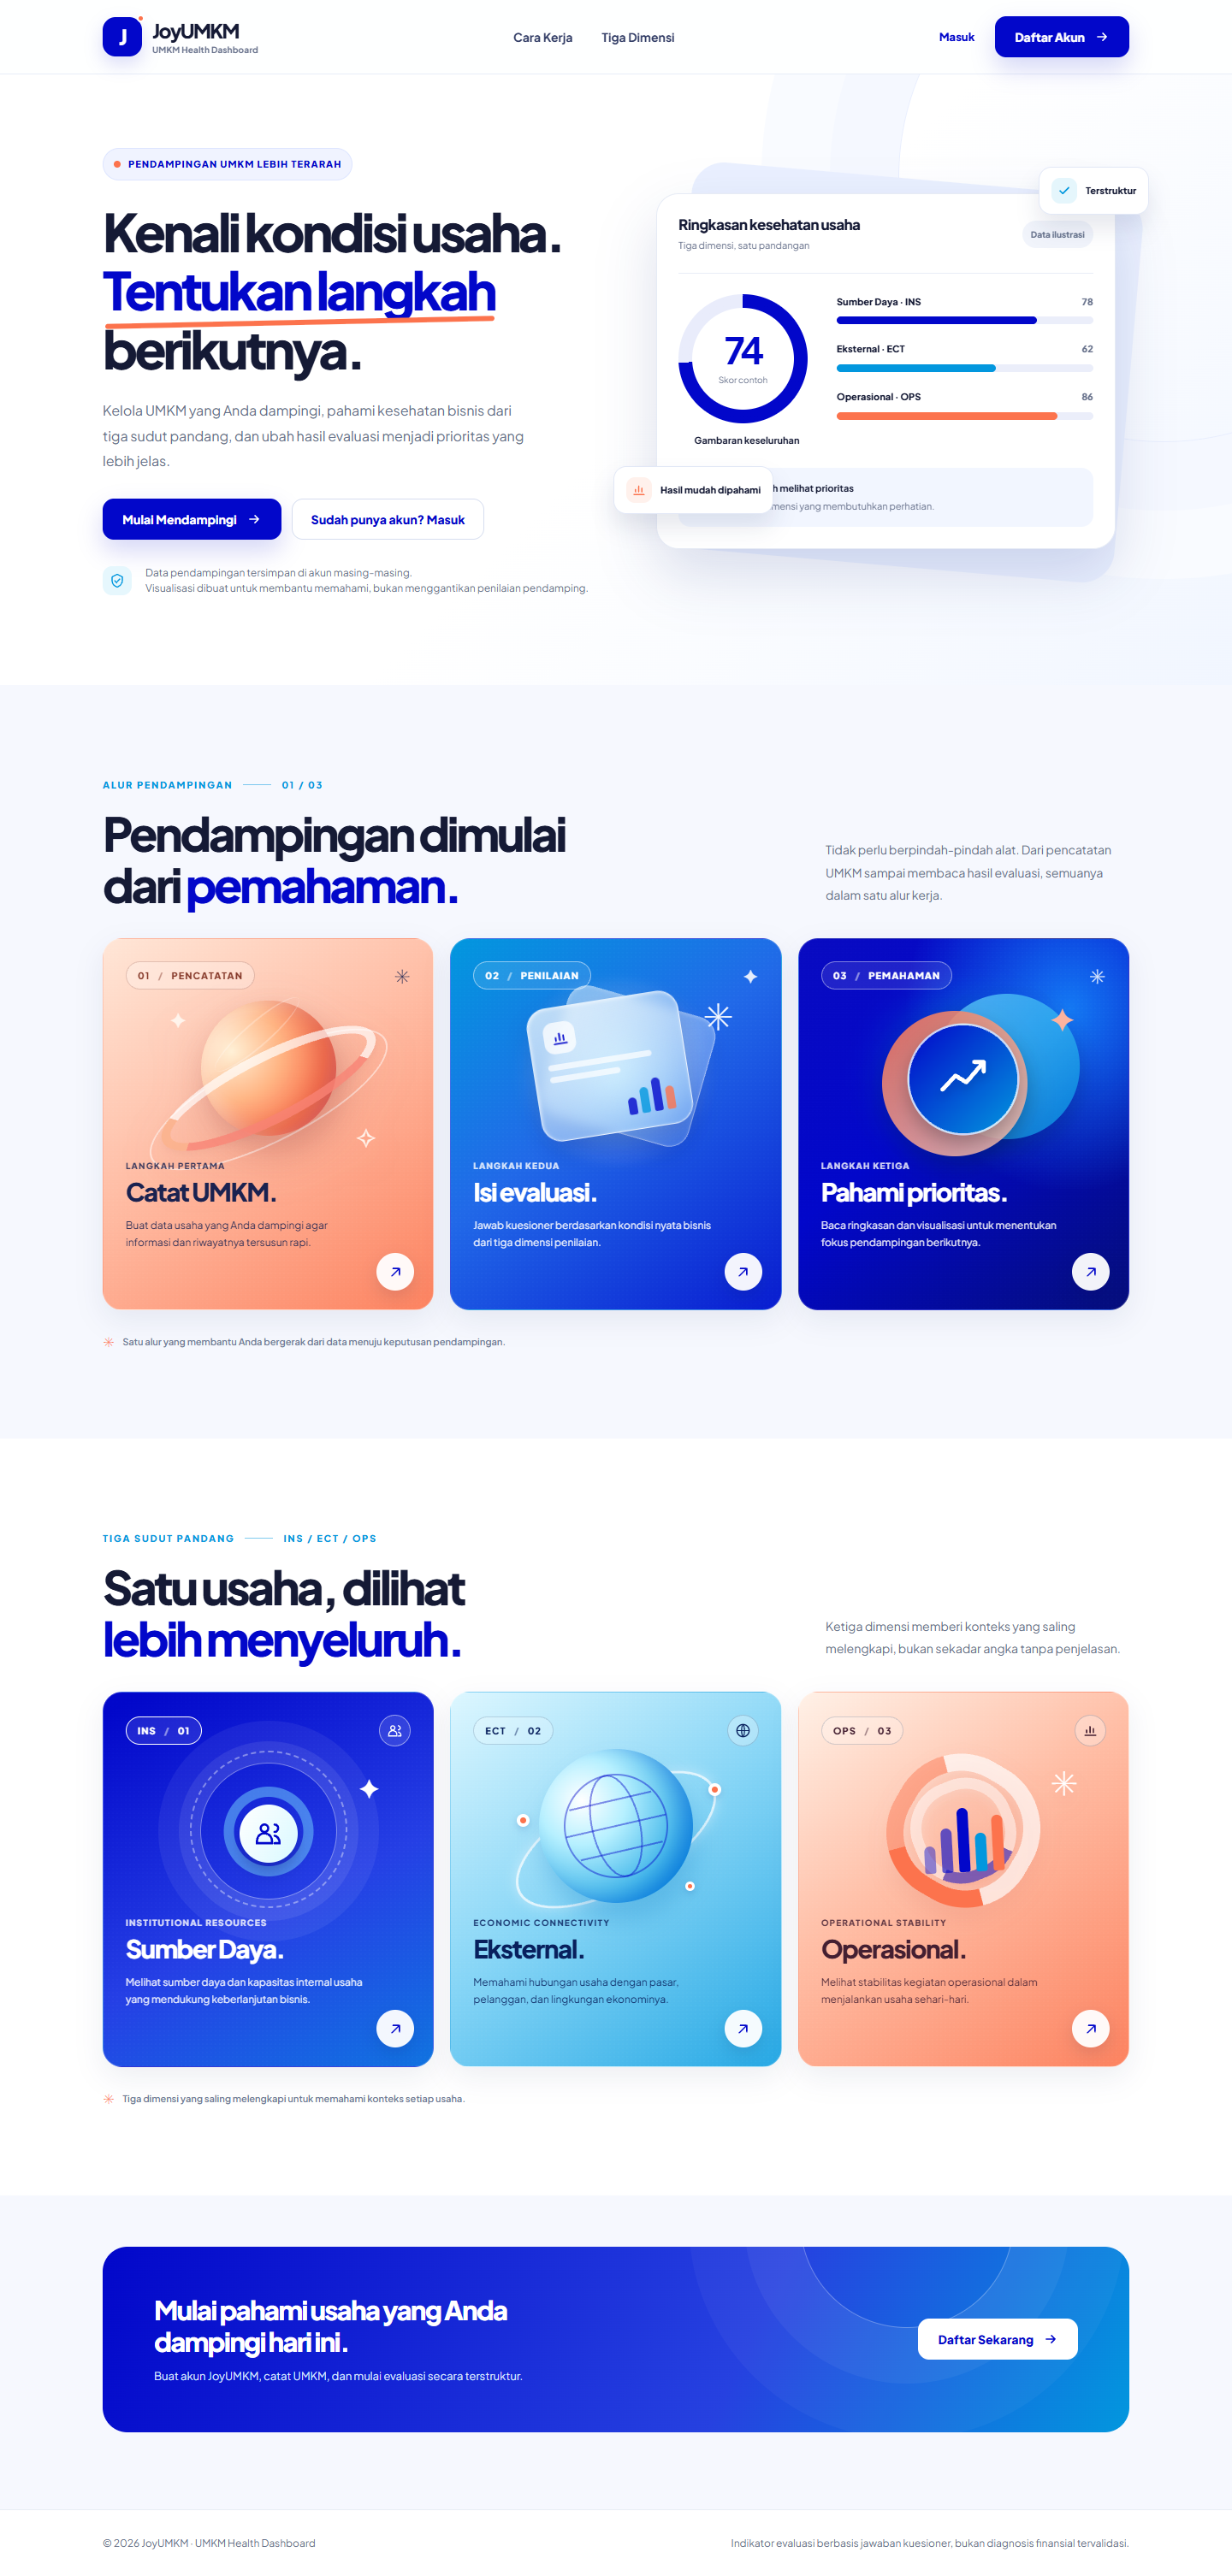 J
JoyUMKM
UMKM Health Dashboard
Cara Kerja
Tiga Dimensi
Masuk
Daftar Akun
PENDAMPINGAN UMKM LEBIH TERARAH
Kenali kondisi usaha.
Tentukan langkah
berikutnya.
Kelola UMKM yang Anda dampingi, pahami kesehatan bisnis dari
tiga sudut pandang, dan ubah hasil evaluasi menjadi prioritas yang
lebih jelas.
Mulai Mendampingi
Sudah punya akun? Masuk
Data pendampingan tersimpan di akun masing-masing.
Visualisasi dibuat untuk membantu memahami, bukan menggantikan penilaian pendamping.
Terstruktur
Ringkasan kesehatan usaha
Tiga dimensi, satu pandangan
Data ilustrasi
74
Skor contoh
Gambaran keseluruhan
Sumber Daya · INS 78
Eksternal · ECT 62
Operasional · OPS 86
Hasil mudah dipahami
melihat prioritas
yang membutuhkan perhatian.
ALUR PENDAMPINGAN
01 / 03
Pendampingan dimulai
dari pemahaman.
Tidak perlu berpindah-pindah alat. Dari pencatatan
UMKM sampai membaca hasil evaluasi, semuanya
dalam satu alur kerja.
01 / PENCATATAN
LANGKAH PERTAMA
Catat UMKM.
Buat data usaha yang Anda dampingi agar
informasi dan riwayatnya tersusun rapi.
02 / PENILAIAN
LANGKAH KEDUA
Isi evaluasi.
Jawab kuesioner berdasarkan kondisi nyata bisnis
dari tiga dimensi penilaian.
03 / PEMAHAMAN
LANGKAH KETIGA
Pahami prioritas.
Baca ringkasan dan visualisasi untuk menentukan
fokus pendampingan berikutnya.
Satu alur yang membantu Anda bergerak dari data menuju keputusan pendampingan.
TIGA SUDUT PANDANG
INS / ECT / OPS
Satu usaha, dilihat
lebih menyeluruh.
Ketiga dimensi memberi konteks yang saling
melengkapi, bukan sekadar angka tanpa penjelasan.
INS / 01
INSTITUTIONAL RESOURCES
Sumber Daya.
Melihat sumber daya dan kapasitas internal usaha
yang mendukung keberlanjutan bisnis.
ECT / 02
ECONOMIC CONNECTIVITY
Eksternal.
Memahami hubungan usaha dengan pasar,
pelanggan, dan lingkungan ekonominya.
OPS / 03
OPERATIONAL STABILITY
Operasional.
Melihat stabilitas kegiatan operasional dalam
menjalankan usaha sehari-hari.
Tiga dimensi yang saling melengkapi untuk memahami konteks setiap usaha.
Mulai pahami usaha yang Anda
dampingi hari ini.
Buat akun JoyUMKM, catat UMKM, dan mulai evaluasi secara terstruktur.
Daftar Sekarang
© 2026 JoyUMKM · UMKM Health Dashboard
Indikator evaluasi berbasis jawaban kuesioner, bukan diagnosis finansial tervalidasi.